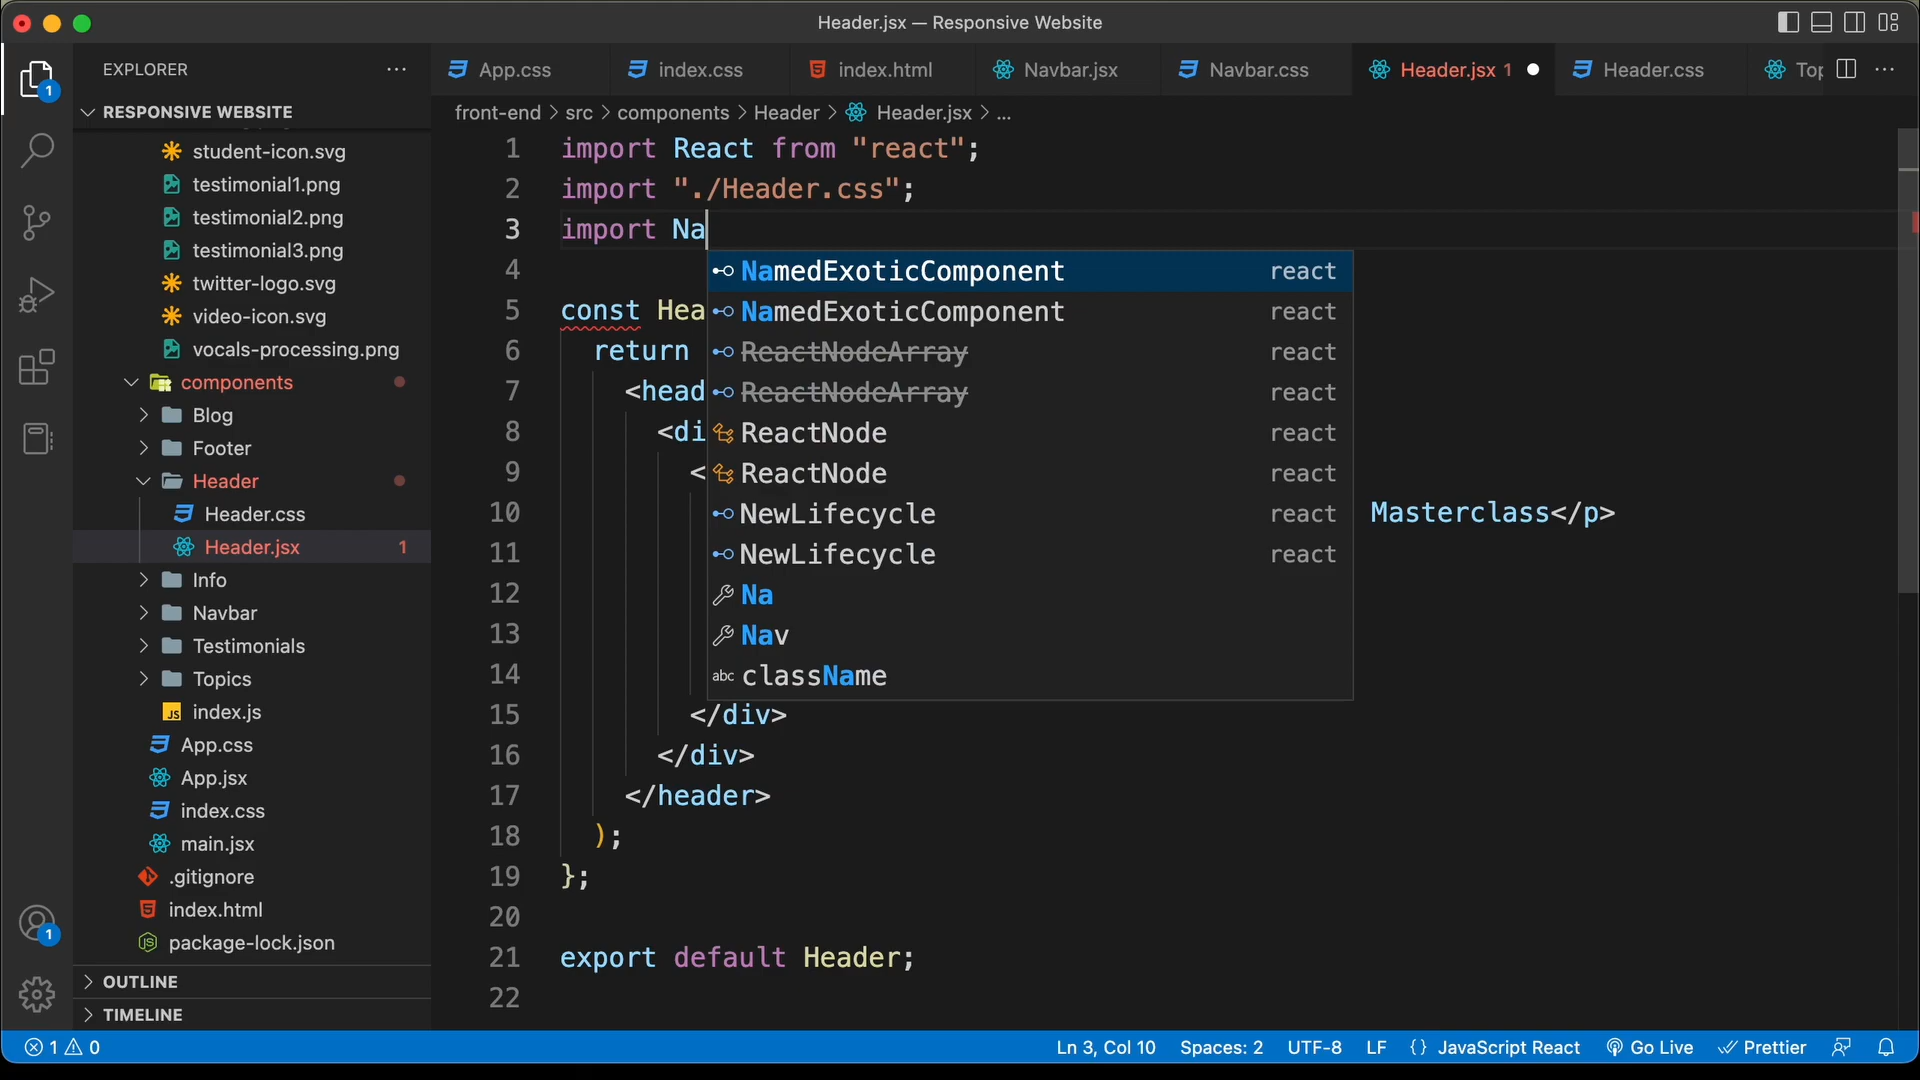 Header.jsx — Responsive Website
EXPLORER
RESPONSIVE WEBSITE
student-icon.svg
testimonial1.png
testimonial2.png
testimonial3.png
twitter-logo.svg
video-icon.svg
vocals-processing.png
components
Blog
Footer
Header
Header.css
Header.jsx 1
Info
Navbar
Testimonials
Topics
JS index.js
App.css
App.jsx
index.css
main.jsx
.gitignore
index.html
package-lock.json
OUTLINE
TIMELINE
1
1
App.css index.css index.html Navbar.jsx Navbar.css Header.jsx 1 Header.css Top
front-end > src > components > Header > Header.jsx > ...
1 import React from "react";
2 import "./Header.css";
3 import Na
4
5 const Hea
6 return
7 <head
8 <di
9 <
10 Masterclass</p>
11
12
13
14
15 </div>
16 </div>
17 </header>
18 );
19 };
20
21 export default Header;
22
NamedExoticComponent react
NamedExoticComponent react
ReactNodeArray react
ReactNodeArray react
ReactNode react
ReactNode react
NewLifecycle react
NewLifecycle react
Na
Nav
abc className
1 0 Ln 3, Col 10 Spaces: 2 UTF-8 LF {} JavaScript React Go Live Prettier